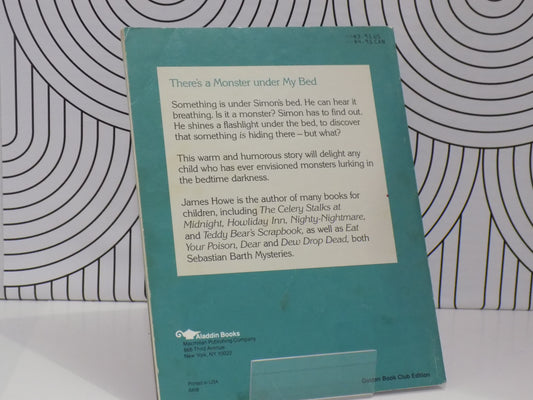 $4.95 CAN
There's a Monster under My Bed
Something is under Simon's bed. He can hear it
breathing. Is it a monster? Simon has to find out.
He shines a flashlight under the bed, to discover
that something is hiding there—but what?
This warm and humorous story will delight any
child who has ever envisioned monsters lurking in
the bedtime darkness.
James Howe is the author of many books for
children, including The Celery Stalks at
Midnight, Howliday Inn, Nighty-Nightmare,
and Teddy Bear's Scrapbook, as well as Eat
Your Poison, Dear and Dew Drop Dead, both
Sebastian Barth Mysteries.
Aladdin Books
Macmillan Publishing Company
866 Third Avenue
New York, NY 10022
Printed in USA
Book Club Edition